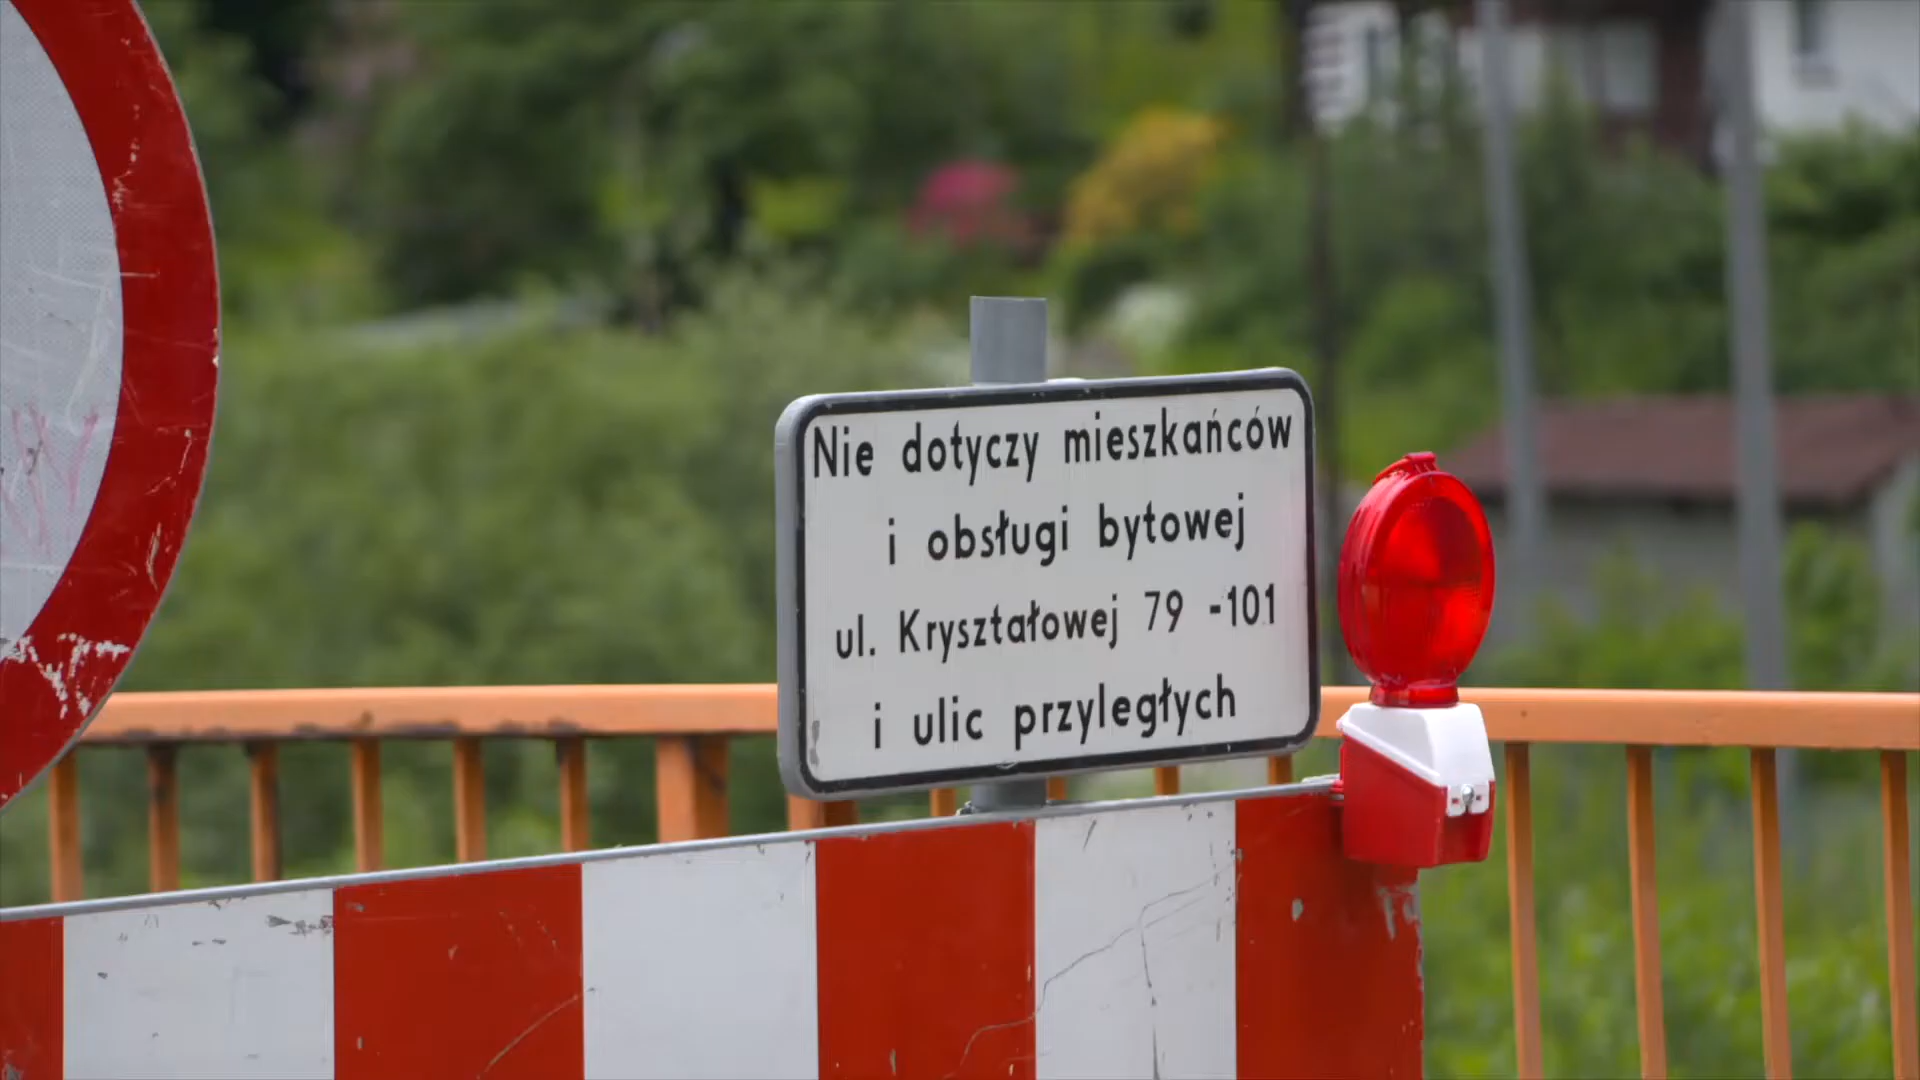 Nie dotyczy mieszkańców
i obsługi bytowej
ul. Kryształowej 79 -101
i ulic przyległych